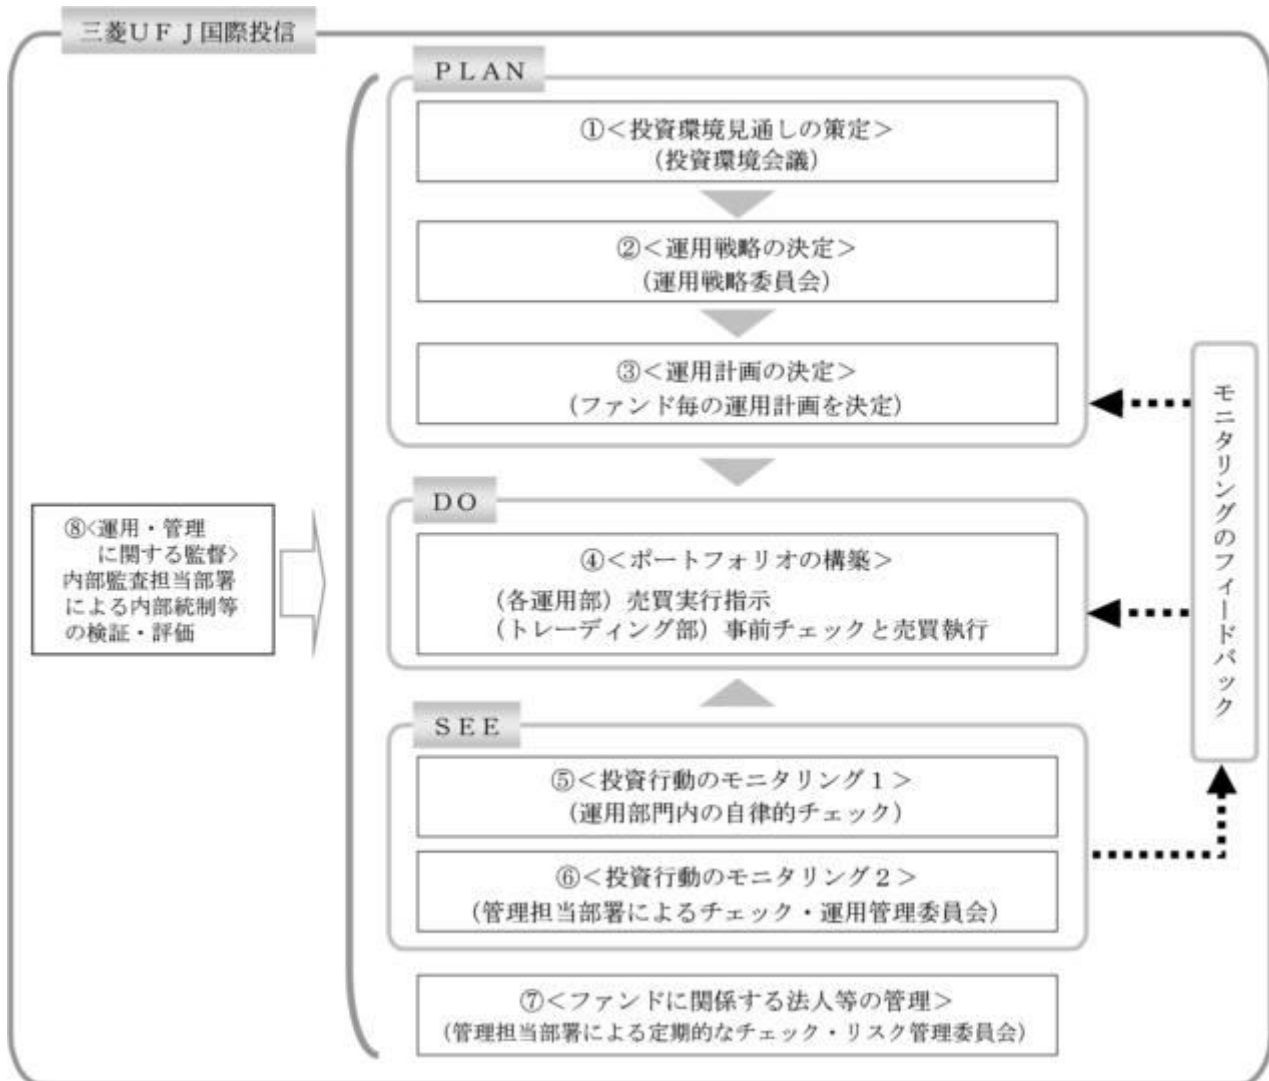 三菱ＵＦＪ国際投信
ＰＬＡＮ
①＜投資環境見通しの策定＞
（投資環境会議）
②＜運用戦略の決定＞
（運用戦略委員会）
③＜運用計画の決定＞
（ファンド毎の運用計画を決定）
ＤＯ
④＜ポートフォリオの構築＞
（各運用部）売買実行指示
（トレーディング部）事前チェックと売買執行
ＳＥＥ
⑤＜投資行動のモニタリング１＞
（運用部門内の自律的チェック）
⑥＜投資行動のモニタリング２＞
（管理担当部署によるチェック・運用管理委員会）
⑦＜ファンドに関係する法人等の管理＞
（管理担当部署による定期的なチェック・リスク管理委員会）
⑧<運用・管理
に関する監督>
内部監査担当部署
による内部統制等
の検証・評価
モニタリングのフィードバック